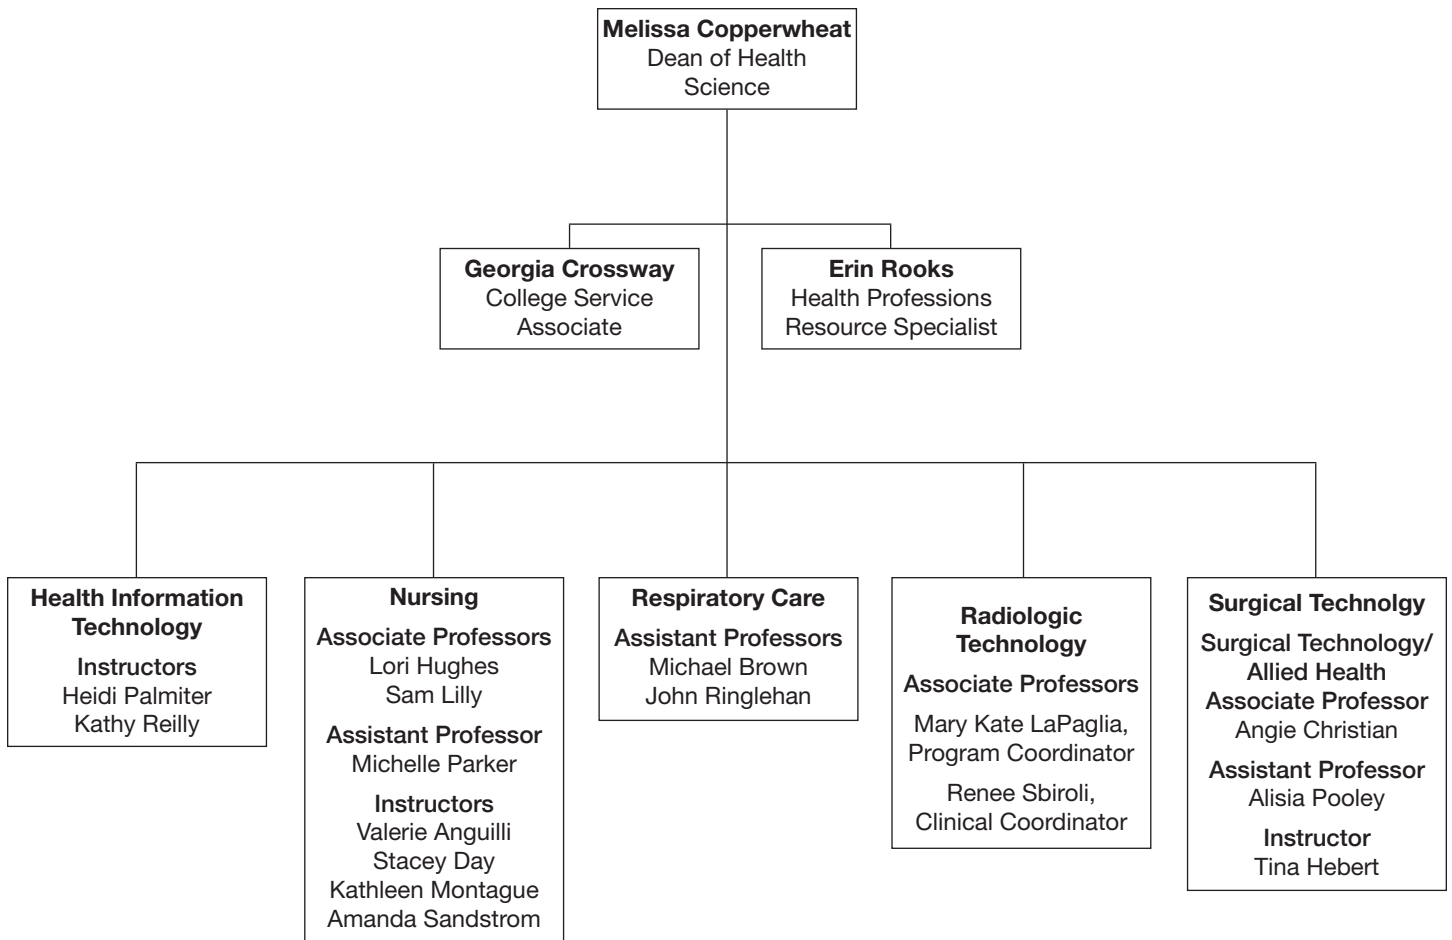 Melissa Copperwheat
Dean of Health
Science
Georgia Crossway
College Service
Associate
Erin Rooks
Health Professions
Resource Specialist
Health Information
Technology
Instructors
Heidi Palmiter
Kathy Reilly
Nursing
Associate Professors
Lori Hughes
Sam Lilly
Assistant Professor
Michelle Parker
Instructors
Valerie Anguilli
Stacey Day
Kathleen Montague
Amanda Sandstrom
Respiratory Care
Assistant Professors
Michael Brown
John Ringlehan
Radiologic
Technology
Associate Professors
Mary Kate LaPaglia,
Program Coordinator
Renee Sbiroli,
Clinical Coordinator
Surgical Technolgy
Surgical Technology/
Allied Health
Associate Professor
Angie Christian
Assistant Professor
Alisia Pooley
Instructor
Tina Hebert